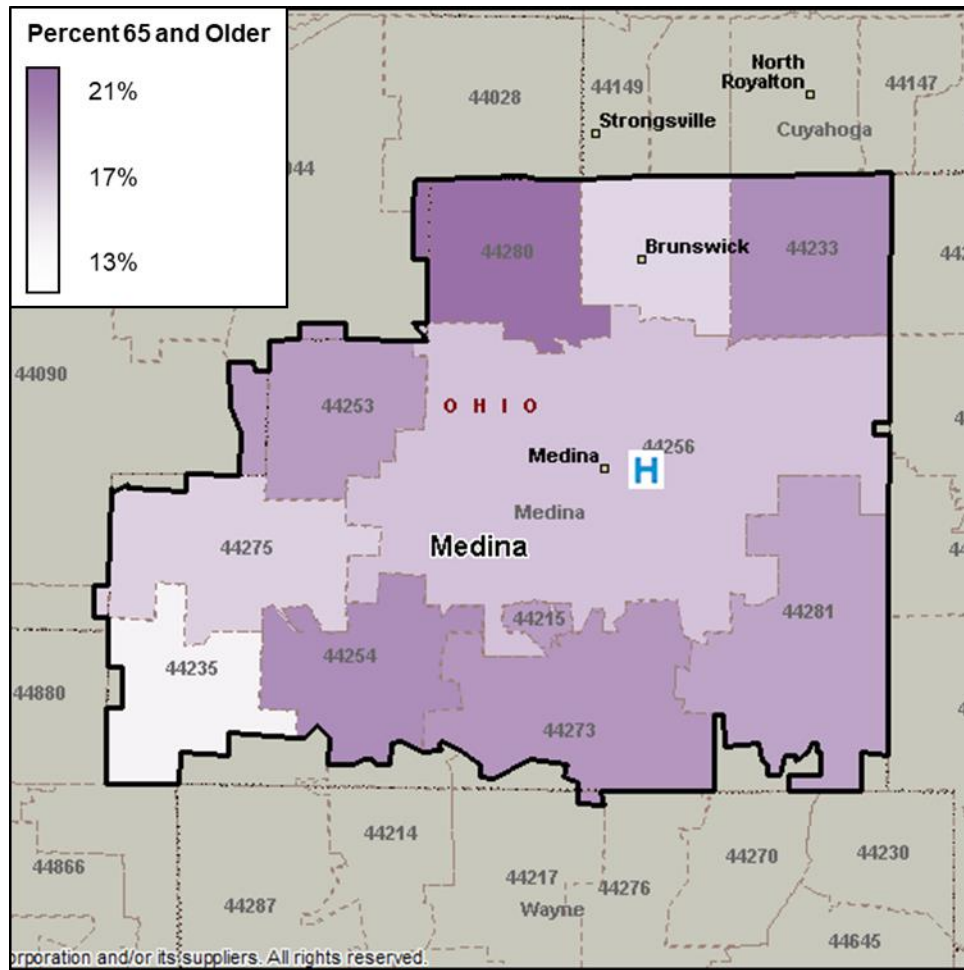 Percent 65 and Older
21%
17%
13%
44028
44149
North
Royalton
44147
Strongsville
Cuyahoga
44280
Brunswick
44233
44090
44253
O H I O
44256
Medina
H
Medina
Medina
44275
44281
44215
44254
44235
44880
44273
44214
44866
44270
44230
44217
44276
44287
Wayne
44645
orporation and/or its suppliers. All rights reserved.